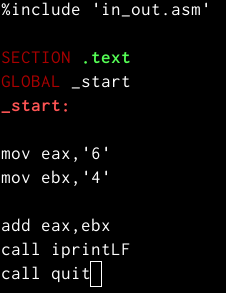 %include 'in_out.asm'
SECTION .text
GLOBAL _start
_start:
mov eax,'6'
mov ebx,'4'
add eax,ebx
call iprintLF
call quit